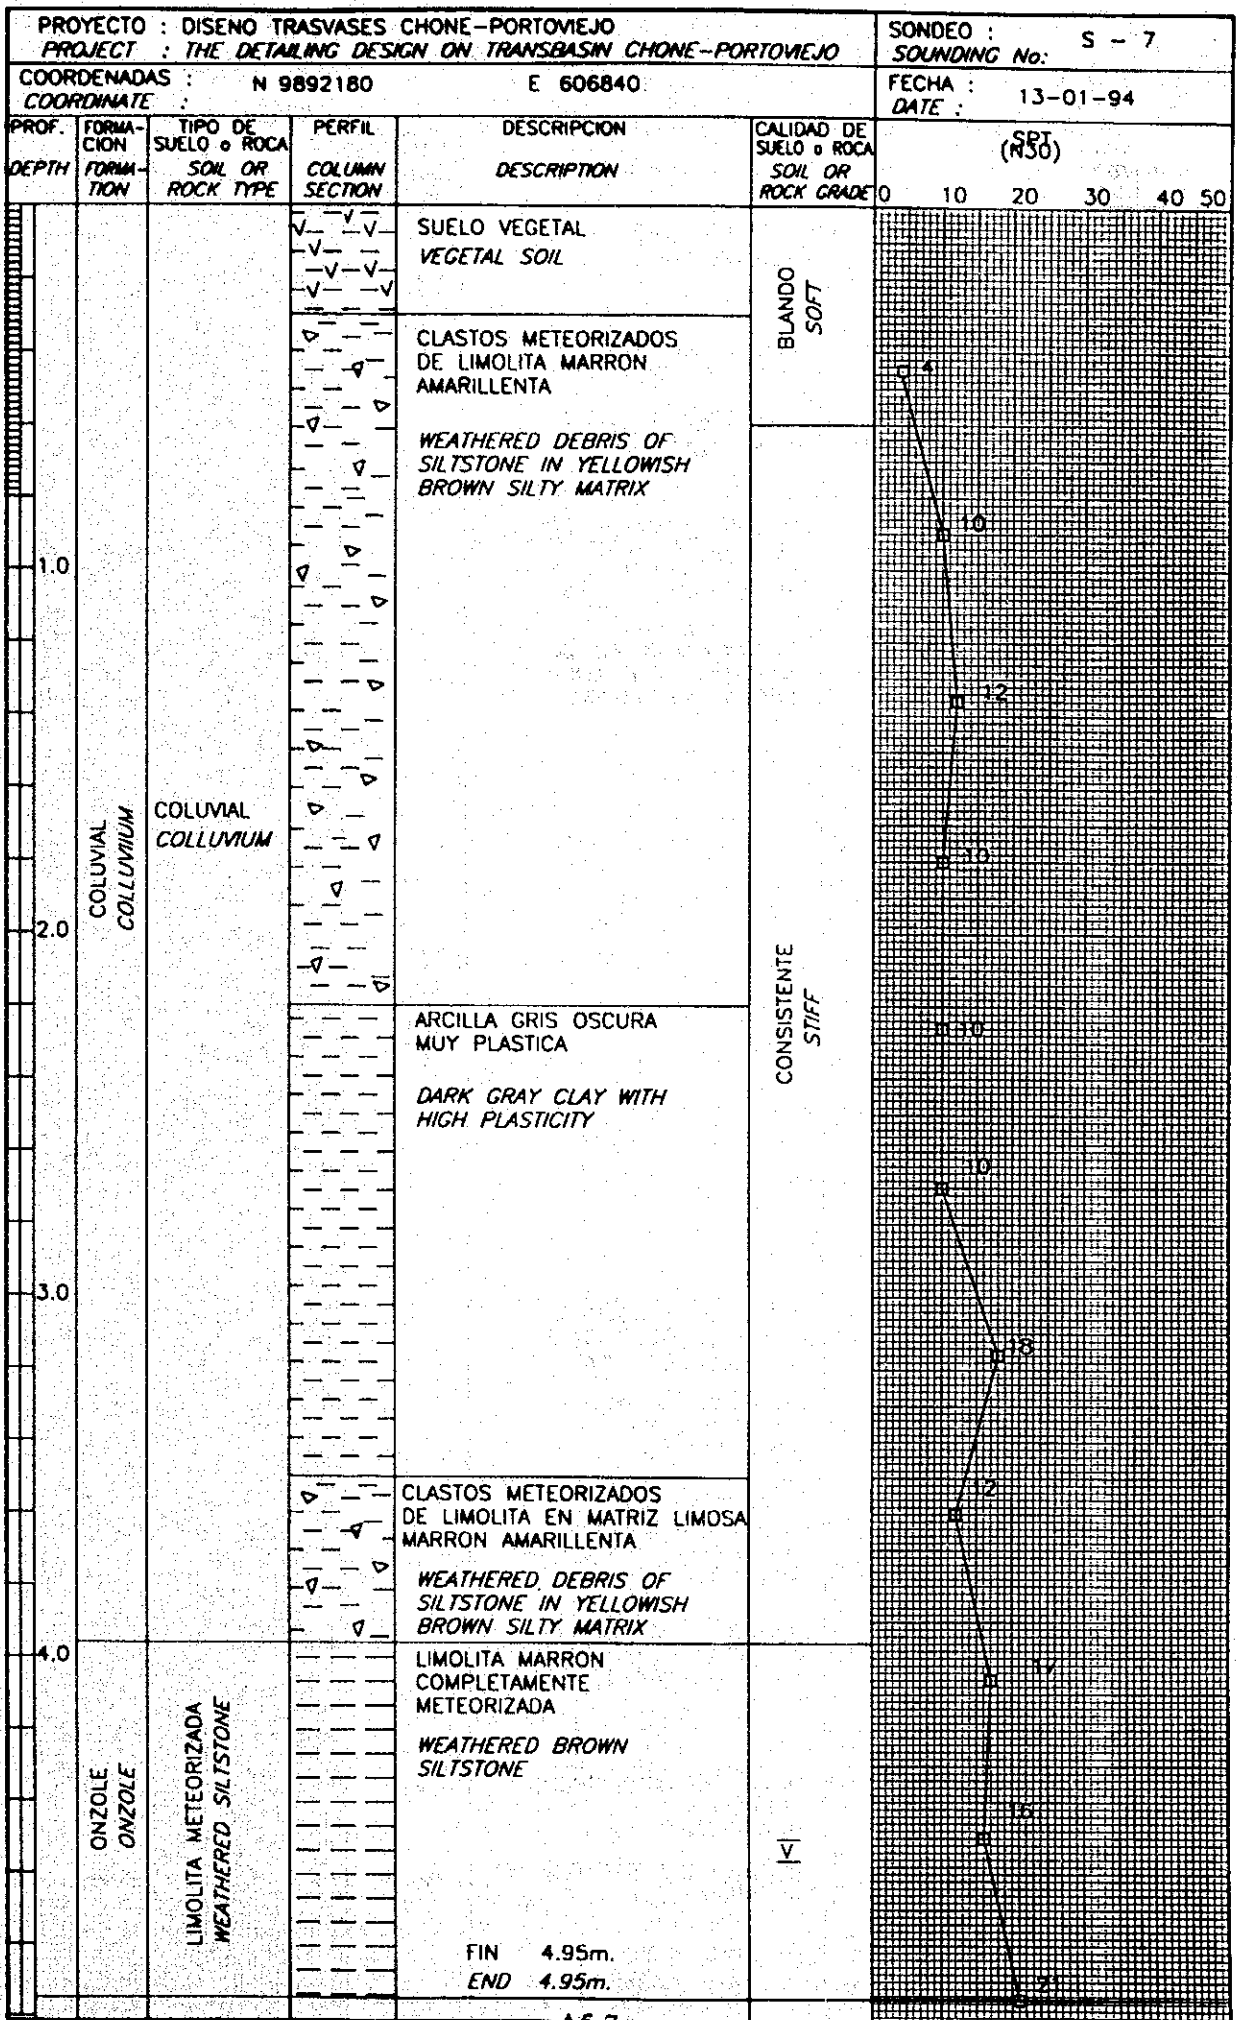 PROYECTO : DISENO TRASVASES CHONE-PORTOVIEJO
PROJECT : THE DETAILING DESIGN ON TRANSBASIN CHONE-PORTOVIEJO
SONDEO : S - 7
SOUNDING No:
COORDENADAS : N 9892180 E 606840
COORDINATE :
FECHA : 13-01-94
DATE :
PROF.
DEPTH
FORMA-
CION
FORMA-
TION
TIPO DE
SUELO o ROCA
SOIL OR
ROCK TYPE
PERFIL
COLUMN
SECTION
DESCRIPCION
DESCRIPTION
CALIDAD DE
SUELO o ROCA
SOIL OR
ROCK GRADE
SPT
(N30)
0 10 20 30 40 50
SUELO VEGETAL
VEGETAL SOIL
BLANDO
SOFT
CLASTOS METEORIZADOS
DE LIMOLITA MARRON
AMARILLENTA
4
WEATHERED DEBRIS OF
SILTSTONE IN YELLOWISH
BROWN SILTY MATRIX
10
1.0
12
COLUVIAL
COLLUVIUM
COLUVIAL
COLLUVIIUM
10
2.0
CONSISTENTE
STIFF
ARCILLA GRIS OSCURA
MUY PLASTICA
10
DARK GRAY CLAY WITH
HIGH PLASTICITY
10
3.0
18
CLASTOS METEORIZADOS
DE LIMOLITA EN MATRIZ LIMOSA
MARRON AMARILLENTA
12
WEATHERED DEBRIS OF
SILTSTONE IN YELLOWISH
BROWN SILTY MATRIX
4.0
LIMOLITA MARRON
COMPLETAMENTE
METEORIZADA
17
WEATHERED BROWN
SILTSTONE
ONZOLE
ONZOLE
LIMOLITA METEORIZADA
WEATHERED SILTSTONE
16
V
FIN 4.95m.
END 4.95m.
21